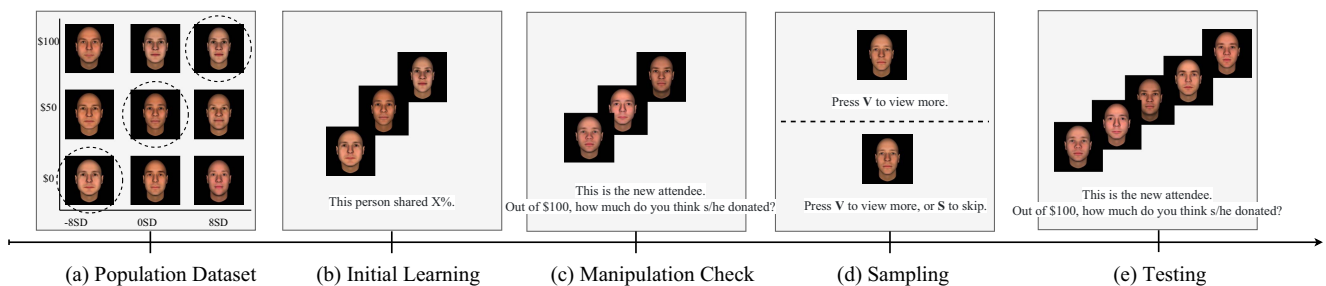 $100
$50
$0
-8SD 0SD 8SD
This person shared X%.
This is the new attendee.
Out of $100, how much do you think s/he donated?
Press V to view more.
Press V to view more, or S to skip.
This is the new attendee.
Out of $100, how much do you think s/he donated?
(a) Population Dataset
(b) Initial Learning
(c) Manipulation Check
(d) Sampling
(e) Testing